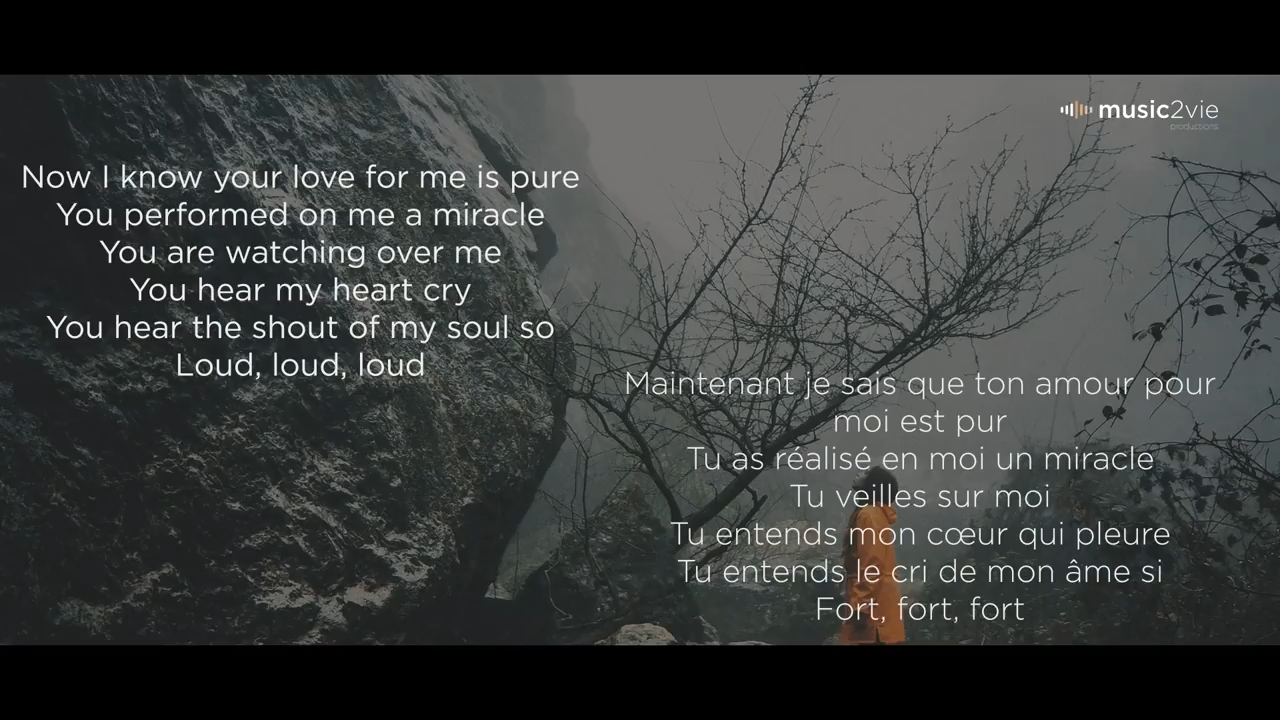 music2vie
productions
Now I know your love for me is pure
You performed on me a miracle
You are watching over me
You hear my heart cry
You hear the shout of my soul so
Loud, loud, loud
Maintenant je sais que ton amour pour
moi est pur
Tu as réalisé en moi un miracle
Tu veilles sur moi
Tu entends mon cœur qui pleure
Tu entends le cri de mon âme si
Fort, fort, fort